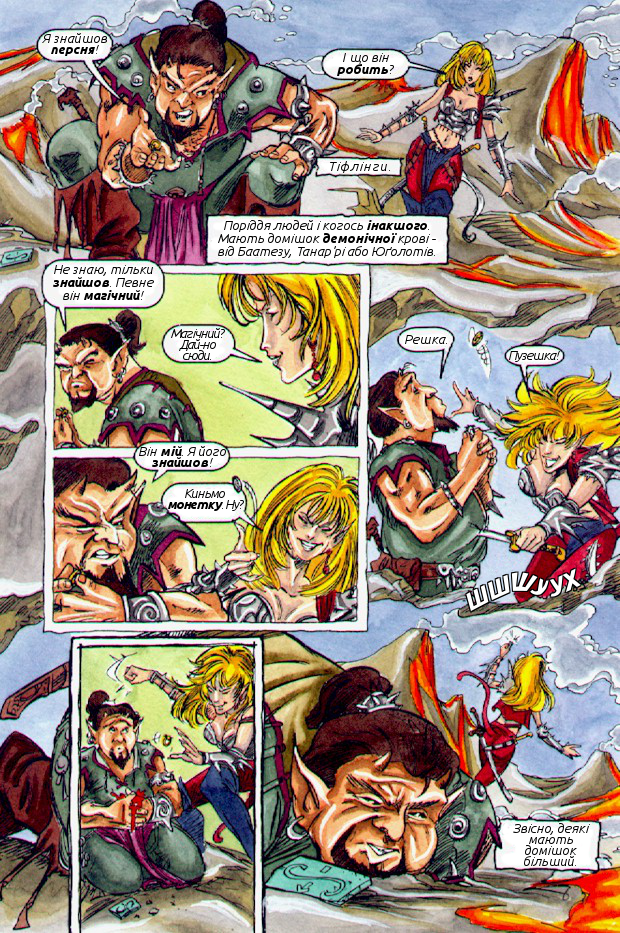 Я знайшов
персня!
І що він
робить?
Тіфлінги.
Поріддя людей і когось інакшого.
Мають домішок демонічної крові -
від Баатезу, Танар'рі або Юґолотів.
Не знаю, тільки
знайшов. Певне
він магічний!
Магічний?
Дай-но
сюди.
Він мій. Я його
знайшов!
Киньмо
монетку. Ну?
Решка.
Пузешка!
ШШШУУХ!
Звісно, деякі
мають
домішок
більший.